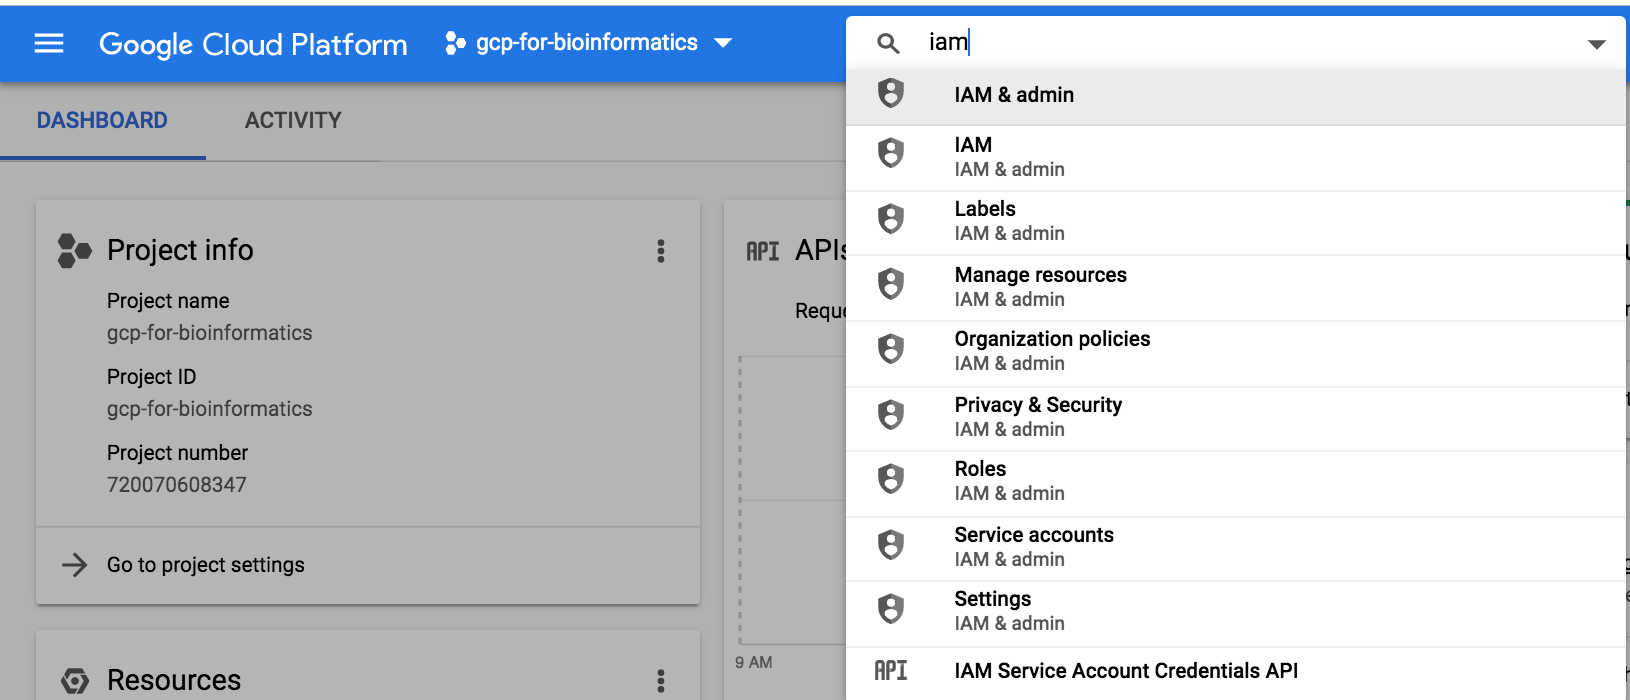 Google Cloud Platform
gcp-for-bioinformatics
iam
DASHBOARD
ACTIVITY
Project info
Project name
gcp-for-bioinformatics
Project ID
gcp-for-bioinformatics
Project number
720070608347
Go to project settings
Resources
API
APIs
9 AM
IAM & admin
IAM
IAM & admin
Labels
IAM & admin
Manage resources
IAM & admin
Organization policies
IAM & admin
Privacy & Security
IAM & admin
Roles
IAM & admin
Service accounts
IAM & admin
Settings
IAM & admin
API
IAM Service Account Credentials API